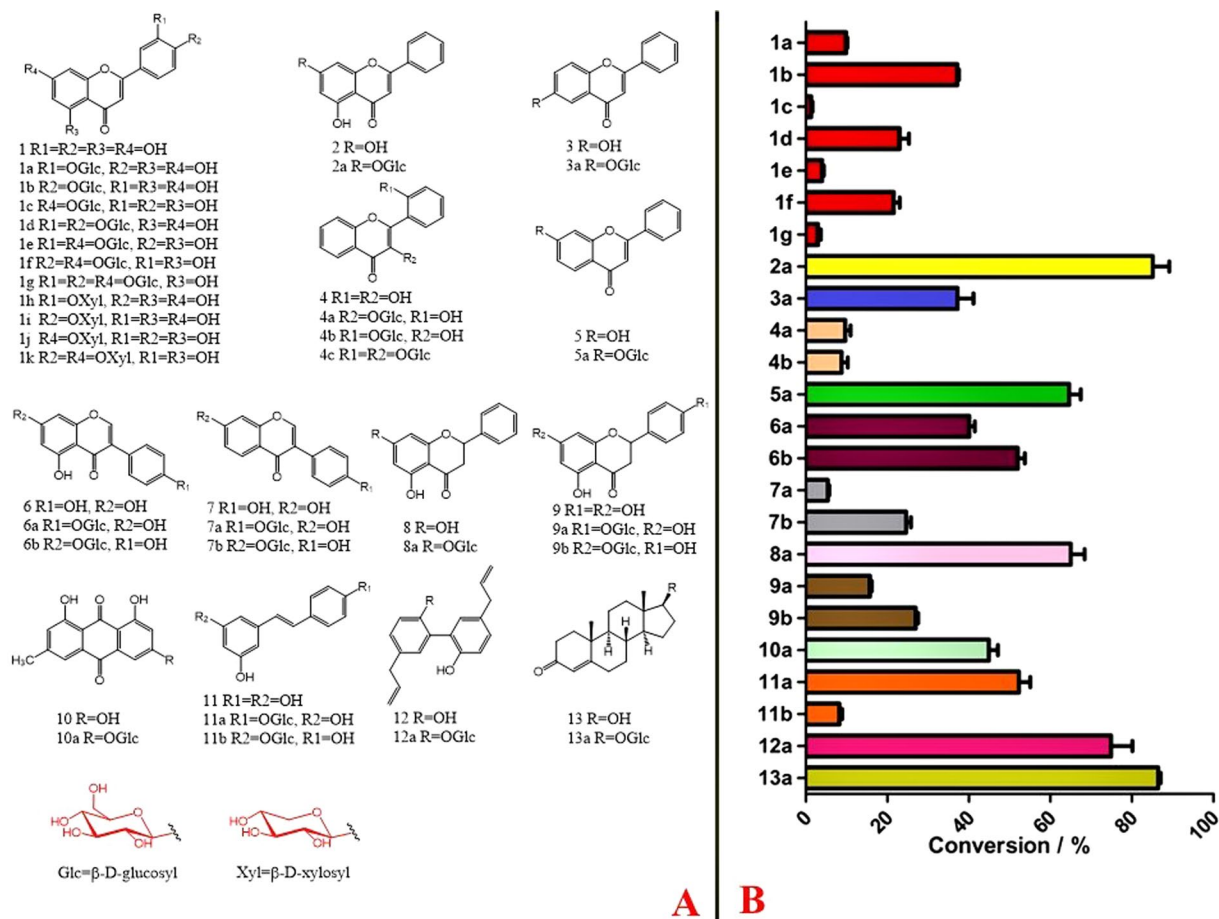 R1
R2
R4
R3
O
O
1 R1=R2=R3=R4=OH
1a R1=OGlc, R2=R3=R4=OH
1b R2=OGlc, R1=R3=R4=OH
1c R4=OGlc, R1=R2=R3=OH
1d R1=R2=OGlc, R3=R4=OH
1e R1=R4=OGlc, R2=R3=OH
1f R2=R4=OGlc, R1=R3=OH
1g R1=R2=R4=OGlc, R3=OH
1h R1=OXyl, R2=R3=R4=OH
1i R2=OXyl, R1=R3=R4=OH
1j R4=OXyl, R1=R2=R3=OH
1k R2=R4=OXyl, R1=R3=OH
R
O
OH O
2 R=OH
2a R=OGlc
O
R
O
3 R=OH
3a R=OGlc
R1
O
R2
O
4 R1=R2=OH
4a R2=OGlc, R1=OH
4b R1=OGlc, R2=OH
4c R1=R2=OGlc
R
O
O
5 R=OH
5a R=OGlc
R2
O
OH O
R1
6 R1=OH, R2=OH
6a R1=OGlc, R2=OH
6b R2=OGlc, R1=OH
R2
O
O
R1
7 R1=OH, R2=OH
7a R1=OGlc, R2=OH
7b R2=OGlc, R1=OH
R
O
OH O
8 R=OH
8a R=OGlc
R1
R2
O
OH O
9 R1=R2=OH
9a R1=OGlc, R2=OH
9b R2=OGlc, R1=OH
OH O OH
H3C
R
O
10 R=OH
10a R=OGlc
R1
R2
OH
11 R1=R2=OH
11a R1=OGlc, R2=OH
11b R2=OGlc, R1=OH
R
HO
12 R=OH
12a R=OGlc
R
H
H H
O
13 R=OH
13a R=OGlc
OH
HO
O
HO
OH
Glc=β-D-glucosyl
O
HO
HO
OH
Xyl=β-D-xylosyl
A
B
1a
1b
1c
1d
1e
1f
1g
2a
3a
4a
4b
5a
6a
6b
7a
7b
8a
9a
9b
10a
11a
11b
12a
13a
0 20 40 60 80 100
Conversion / %